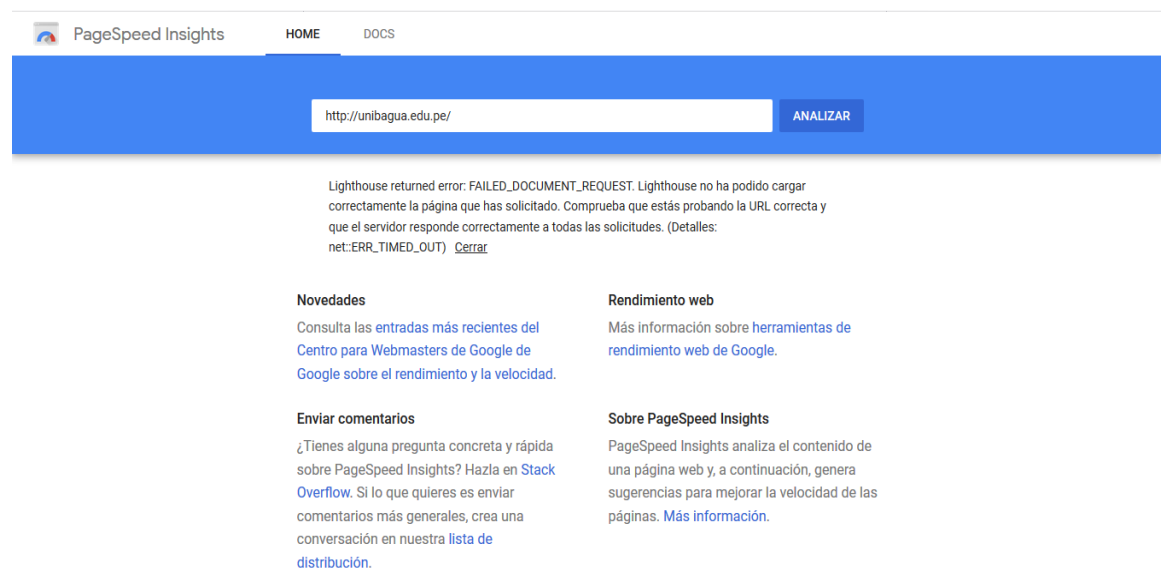 PageSpeed Insights HOME DOCS
http://unibagua.edu.pe/ ANALIZAR
Lighthouse returned error: FAILED_DOCUMENT_REQUEST. Lighthouse no ha podido cargar
correctamente la página que has solicitado. Comprueba que estás probando la URL correcta y
que el servidor responde correctamente a todas las solicitudes. (Detalles:
net::ERR_TIMED_OUT) Cerrar
Novedades
Consulta las entradas más recientes del
Centro para Webmasters de Google de
Google sobre el rendimiento y la velocidad.
Rendimiento web
Más información sobre herramientas de
rendimiento web de Google.
Enviar comentarios
¿Tienes alguna pregunta concreta y rápida
sobre PageSpeed Insights? Hazla en Stack
Overflow. Si lo que quieres es enviar
comentarios más generales, crea una
conversación en nuestra lista de
distribución.
Sobre PageSpeed Insights
PageSpeed Insights analiza el contenido de
una página web y, a continuación, genera
sugerencias para mejorar la velocidad de las
páginas. Más información.